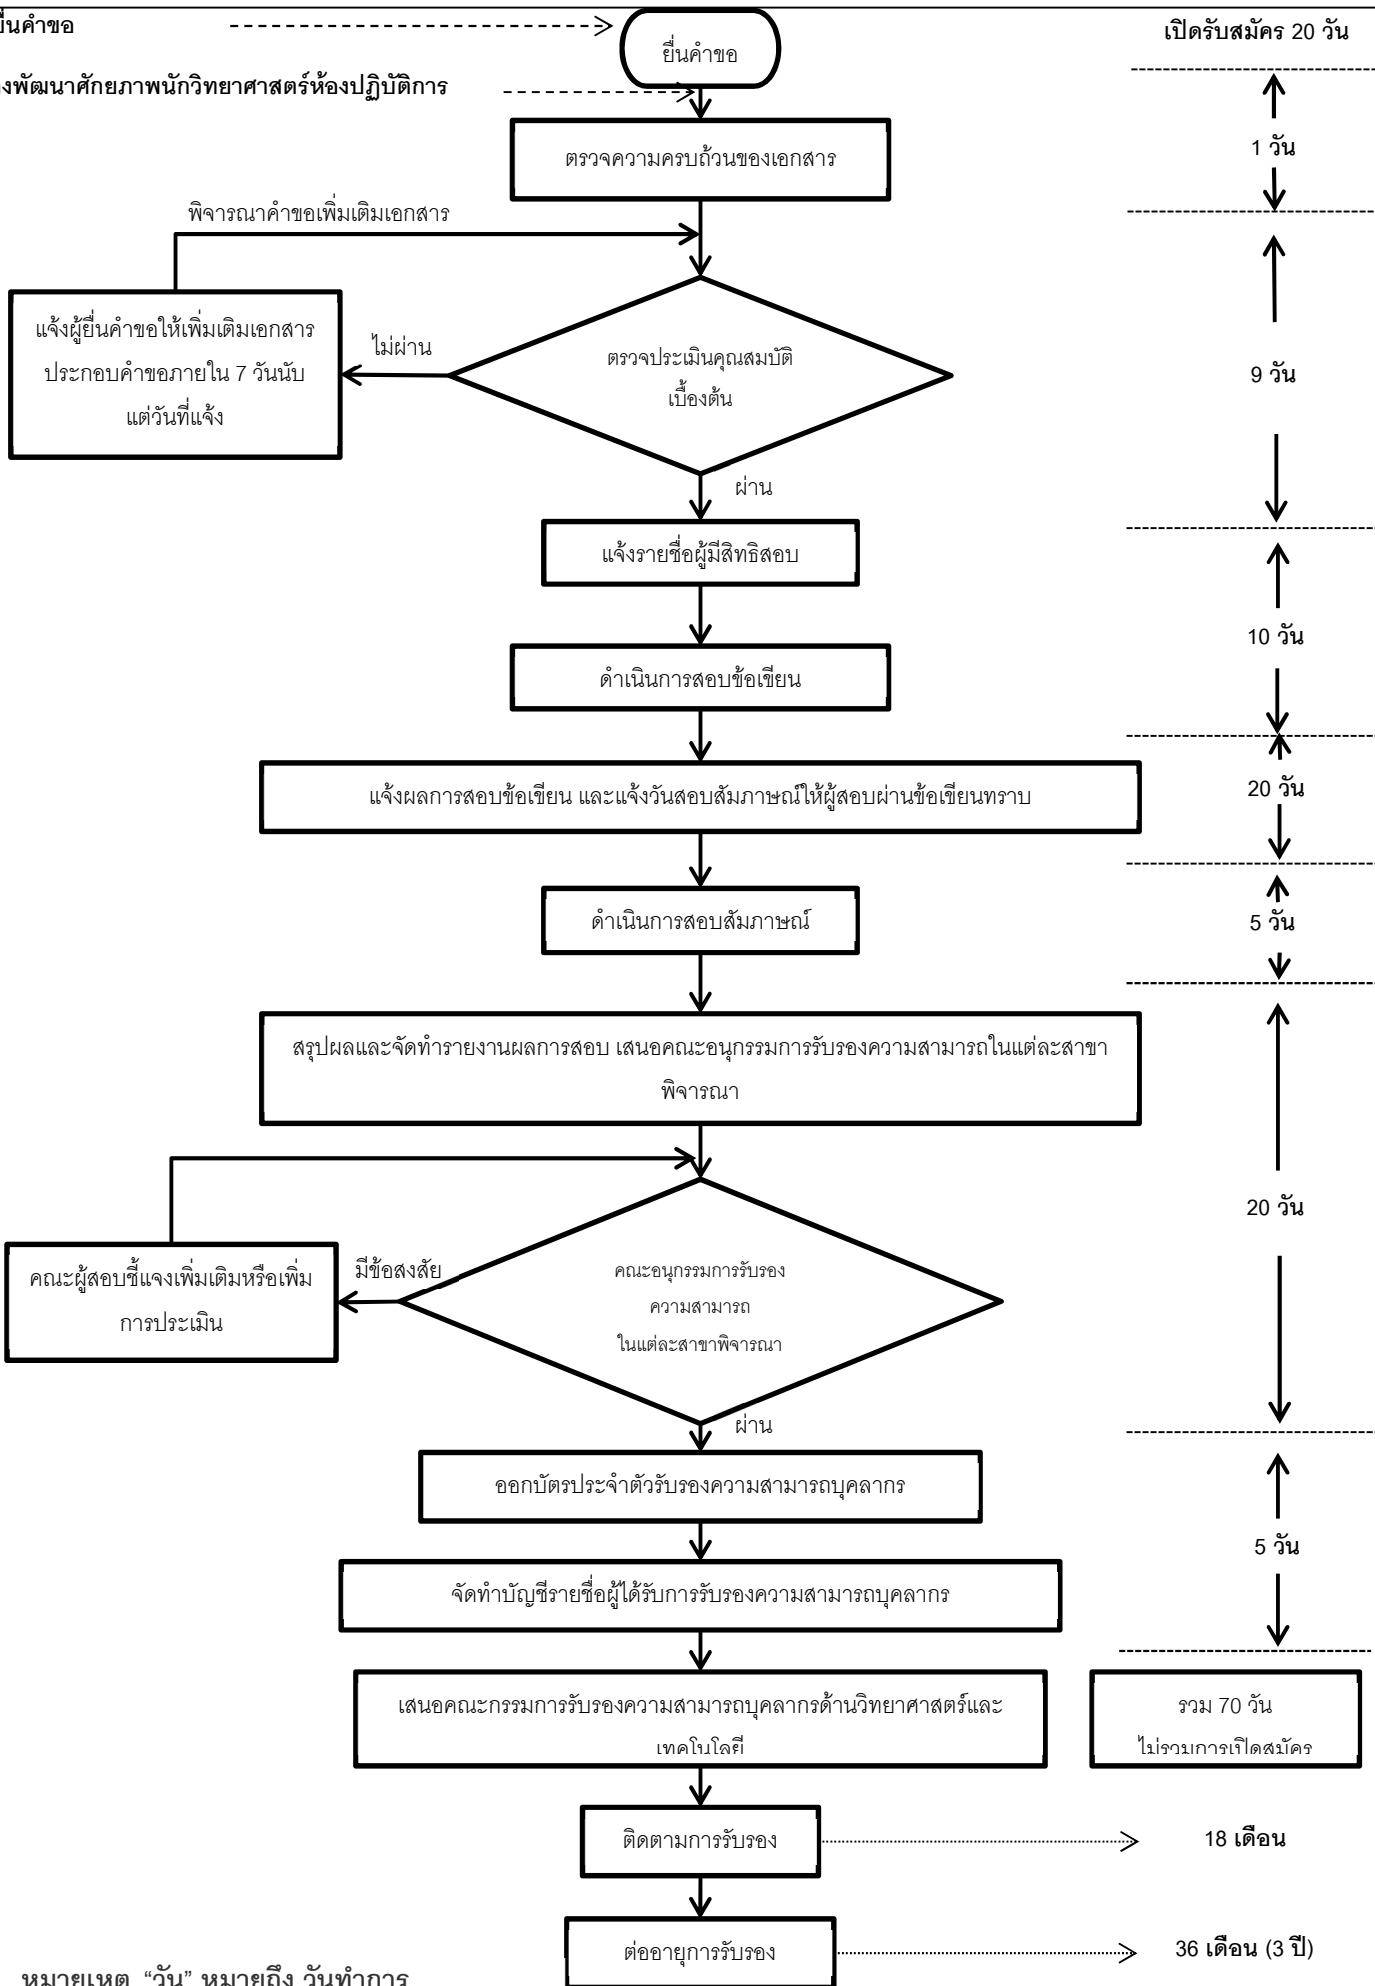 ยื่นคำขอ
ยื่นคำขอ
เปิดรับสมัคร 20 วัน
งพัฒนาศักยภาพนักวิทยาศาสตร์ห้องปฏิบัติการ
ตรวจความครบถ้วนของเอกสาร
1 วัน
พิจารณาคำขอเพิ่มเติมเอกสาร
แจ้งผู้ยื่นคำขอให้เพิ่มเติมเอกสาร
ประกอบคำขอภายใน 7 วันนับ
แต่วันที่แจ้ง
ไม่ผ่าน
ตรวจประเมินคุณสมบัติ
เบื้องต้น
9 วัน
ผ่าน
แจ้งรายชื่อผู้มีสิทธิสอบ
10 วัน
ดำเนินการสอบข้อเขียน
แจ้งผลการสอบข้อเขียน และแจ้งวันสอบสัมภาษณ์ให้ผู้สอบผ่านข้อเขียนทราบ
20 วัน
ดำเนินการสอบสัมภาษณ์
5 วัน
สรุปผลและจัดทำรายงานผลการสอบ เสนอคณะอนุกรรมการรับรองความสามารถในแต่ละสาขา
พิจารณา
20 วัน
คณะผู้สอบชี้แจงเพิ่มเติมหรือเพิ่ม
การประเมิน
มีข้อสงสัย
คณะอนุกรรมการรับรอง
ความสามารถ
ในแต่ละสาขาพิจารณา
ผ่าน
ออกบัตรประจำตัวรับรองความสามารถบุคลากร
5 วัน
จัดทำบัญชีรายชื่อผู้ได้รับการรับรองความสามารถบุคลากร
เสนอคณะกรรมการรับรองความสามารถบุคลากรด้านวิทยาศาสตร์และ
เทคโนโลยี
รวม 70 วัน
ไม่รวมการเปิดสมัคร
ติดตามการรับรอง
18 เดือน
ต่ออายุการรับรอง
36 เดือน (3 ปี)
หมายเหตุ “วัน” หมายถึง วันทำการ